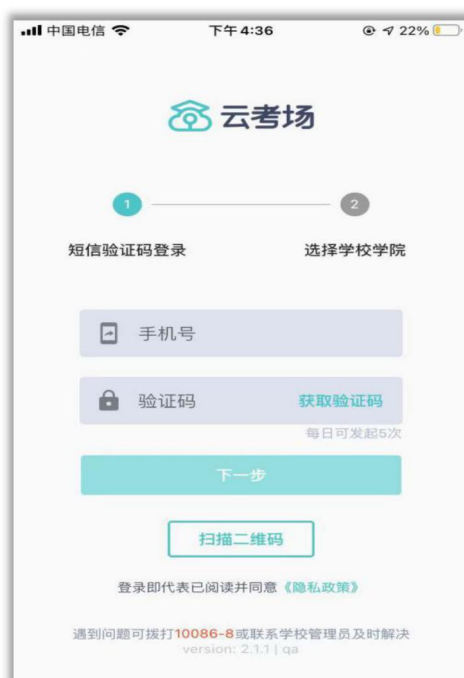 中国电信 下午4:36 22%
云考场
1 2
短信验证码登录 选择学校学院
手机号
验证码 获取验证码
每日可发起5次
下一步
扫描二维码
登录即代表已阅读并同意《隐私政策》
遇到问题可拨打10086-8或联系学校管理员及时解决
version: 2.1.1 | qa